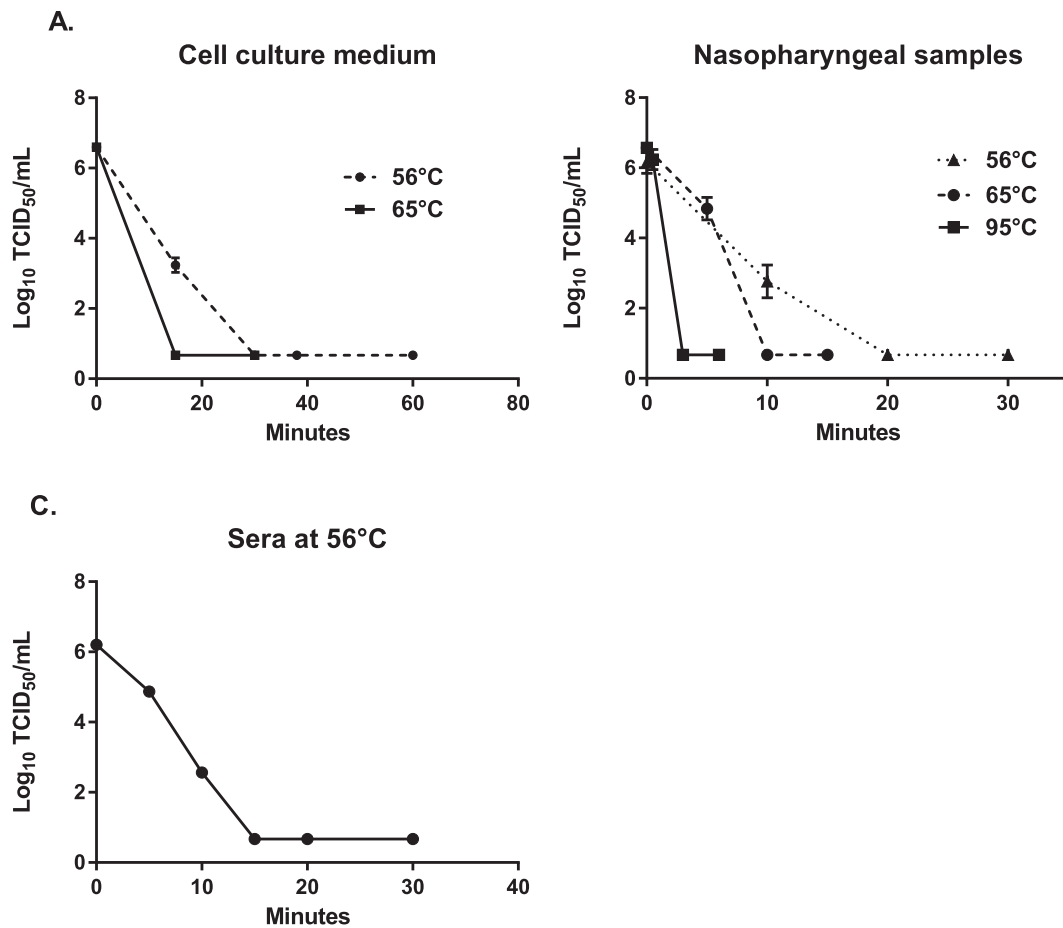 A.
Cell culture medium
Log10 TCID50/mL
8
6
4
2
0
0 20 40 60 80
Minutes
56°C
65°C
Nasopharyngeal samples
Log10 TCID50/mL
8
6
4
2
0
0 10 20 30
Minutes
56°C
65°C
95°C
C.
Sera at 56°C
Log10 TCID50/mL
8
6
4
2
0
0 10 20 30 40
Minutes